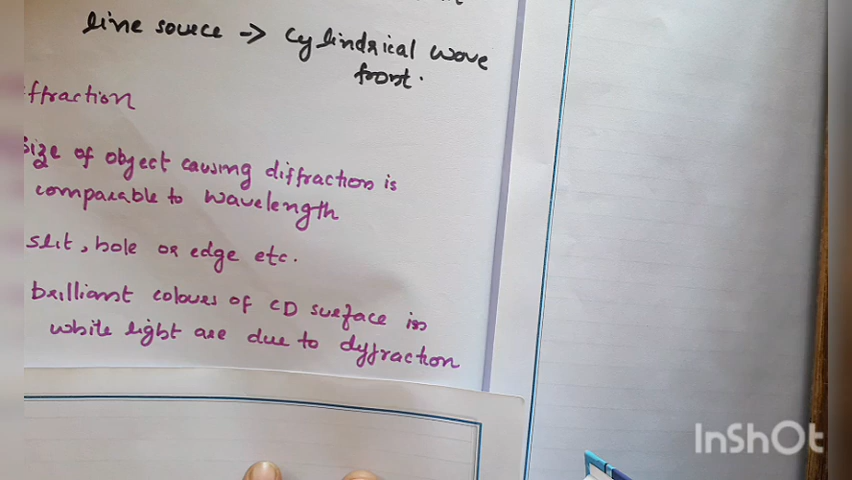 line source -> Cylindrical wave
front.
ffraction
Size of object causing diffraction is
comparable to wavelength
slit, hole or edge etc.
brilliant colours of CD surface in
white light are due to dyfraction
InShOt